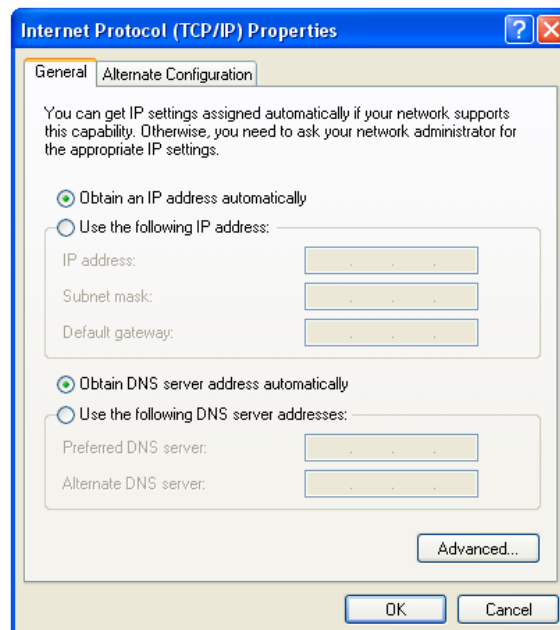 Internet Protocol (TCP/IP) Properties
General
Alternate Configuration
You can get IP settings assigned automatically if your network supports
this capability. Otherwise, you need to ask your network administrator for
the appropriate IP settings.
Obtain an IP address automatically
Use the following IP address:
IP address:
Subnet mask:
Default gateway:
Obtain DNS server address automatically
Use the following DNS server addresses:
Preferred DNS server:
Alternate DNS server:
Advanced...
OK
Cancel